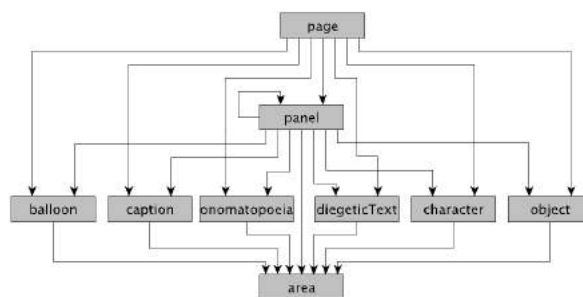 page
panel
balloon
caption
onomatopoeia
diegeticText
character
object
area